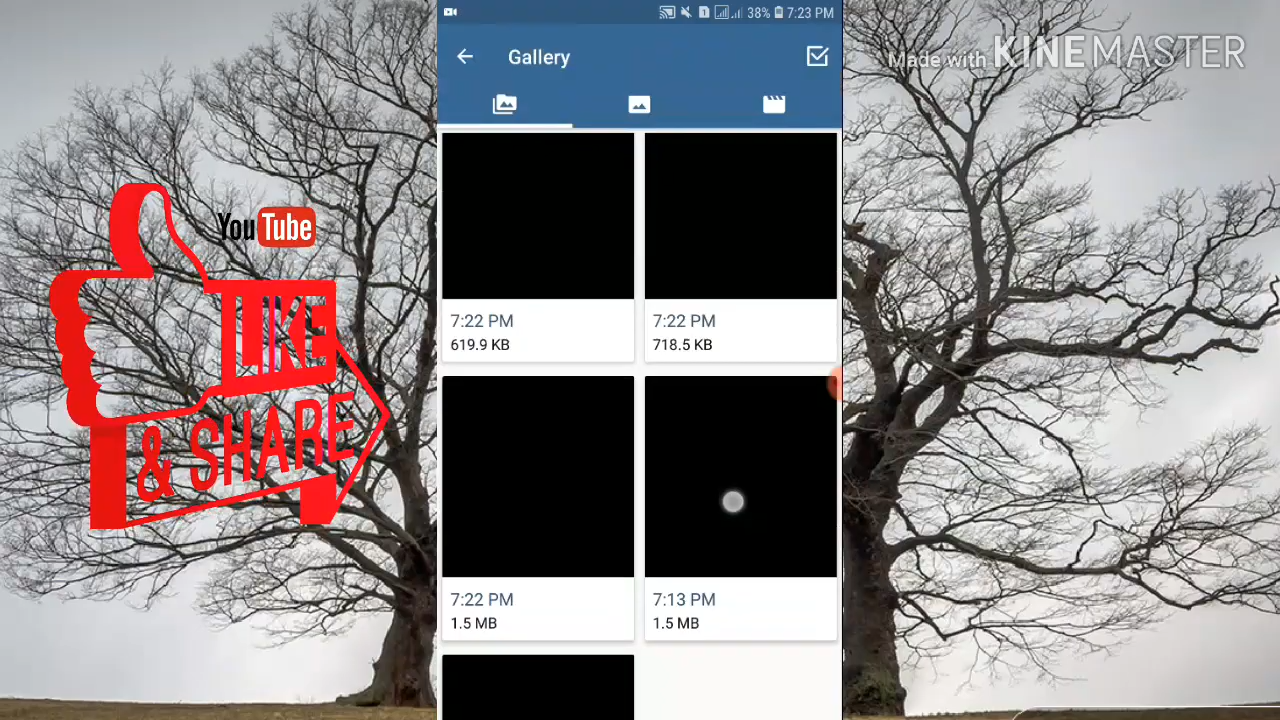 38% 7:23 PM
Gallery
Made with KINEMASTER
YouTube
LIKE
& SHARE
7:22 PM
619.9 KB
7:22 PM
718.5 KB
7:22 PM
1.5 MB
7:13 PM
1.5 MB